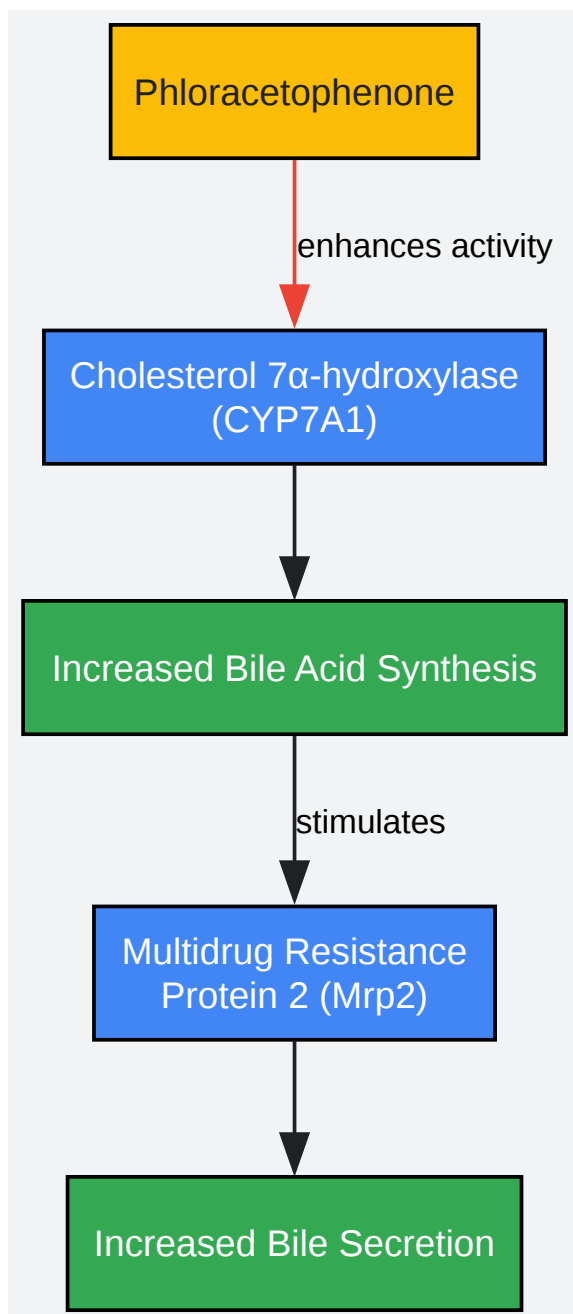 Phloracetophenone
enhances activity
Cholesterol 7α-hydroxylase
(CYP7A1)
Increased Bile Acid Synthesis
stimulates
Multidrug Resistance
Protein 2 (Mrp2)
Increased Bile Secretion